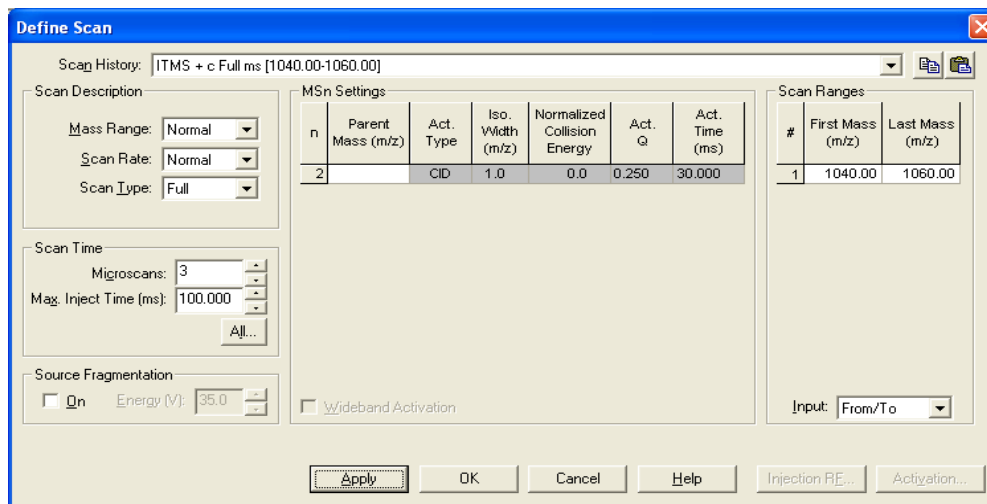 Define Scan
Scan History: ITMS + c Full ms [1040.00-1060.00]
Scan Description
Mass Range: Normal
Scan Rate: Normal
Scan Type: Full
Scan Time
Microscans: 3
Max. Inject Time (ms): 100.000
All...
Source Fragmentation
On Energy (V): 35.0
MSn Settings
n Parent Mass (m/z) Act. Type Iso. Width (m/z) Normalized Collision Energy Act. Q Act. Time (ms)
2 CID 1.0 0.0 0.250 30.000
Wideband Activation
Scan Ranges
# First Mass (m/z) Last Mass (m/z)
1 1040.00 1060.00
Input: From/To
Apply OK Cancel Help Injection RF... Activation...